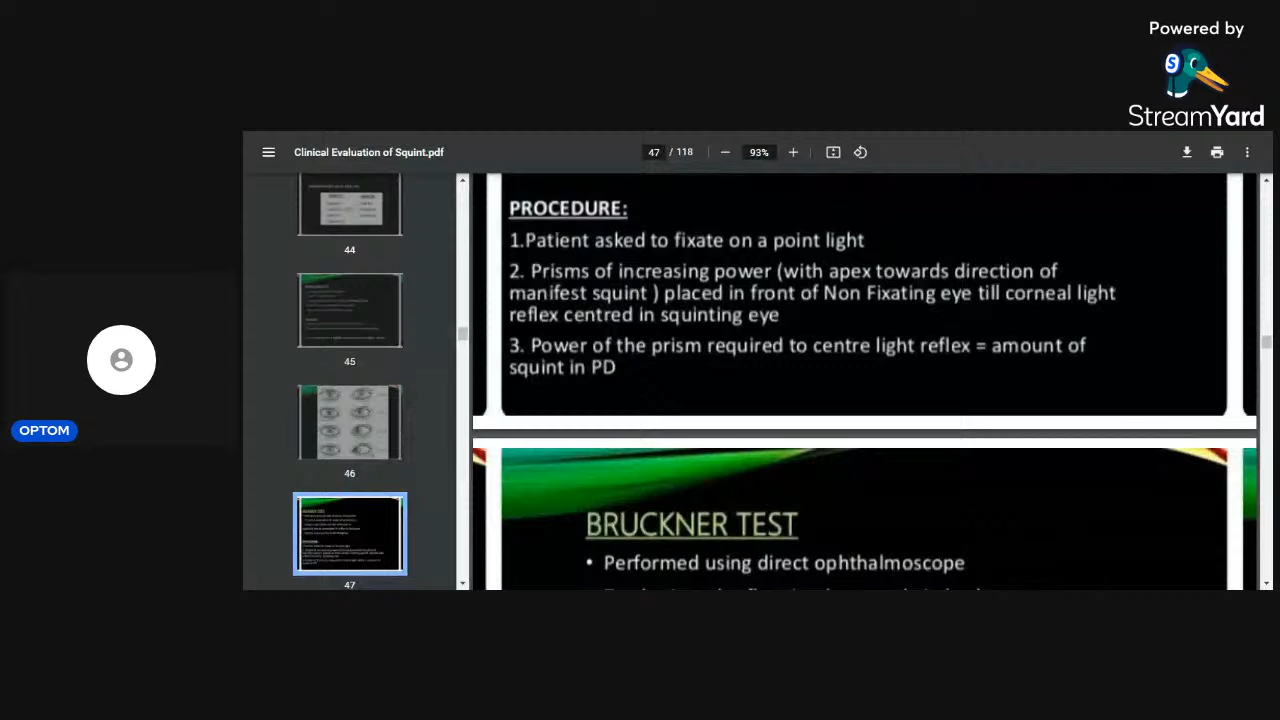 Powered by
StreamYard
Clinical Evaluation of Squint.pdf
47 / 118
93%
44
45
46
47
OPTOM
PROCEDURE:
1.Patient asked to fixate on a point light
2. Prisms of increasing power (with apex towards direction of
manifest squint ) placed in front of Non Fixating eye till corneal light
reflex centred in squinting eye
3. Power of the prism required to centre light reflex = amount of
squint in PD
BRUCKNER TEST
• Performed using direct ophthalmoscope